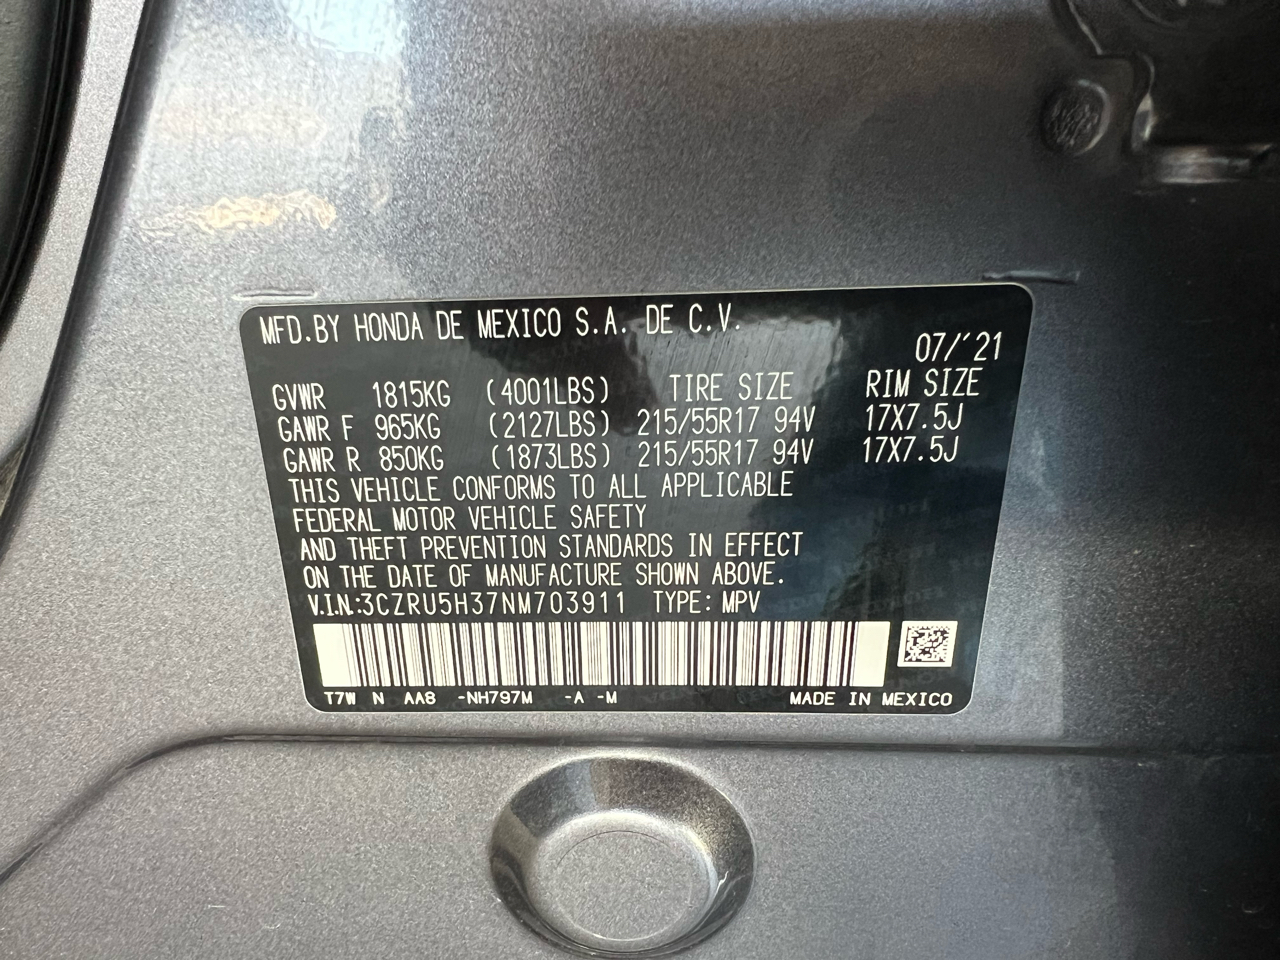 MFD.BY HONDA DE MEXICO S.A. DE C.V.
07/'21
GVWR 1815KG (4001LBS) TIRE SIZE RIM SIZE
GAWR F 965KG (2127LBS) 215/55R17 94V 17X7.5J
GAWR R 850KG (1873LBS) 215/55R17 94V 17X7.5J
THIS VEHICLE CONFORMS TO ALL APPLICABLE
FEDERAL MOTOR VEHICLE SAFETY
AND THEFT PREVENTION STANDARDS IN EFFECT
ON THE DATE OF MANUFACTURE SHOWN ABOVE.
V.I.N.:3CZRU5H37NM703911 TYPE: MPV
T7W N AA8 -NH797M -A -M MADE IN MEXICO